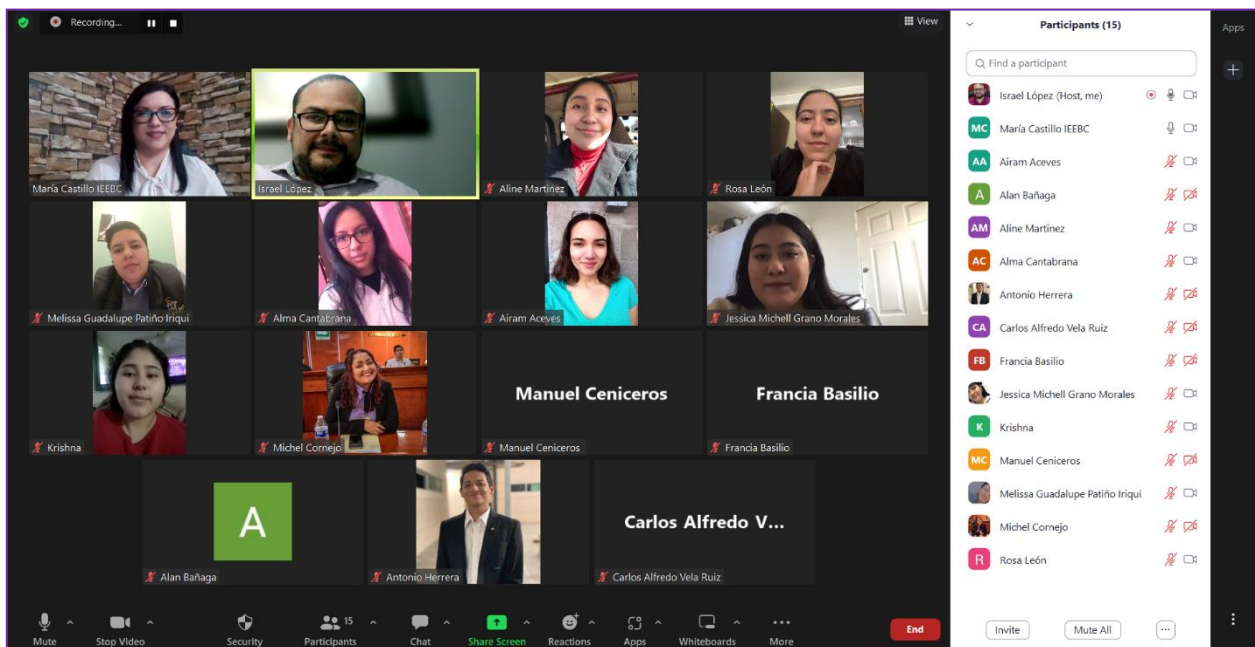 Recording...
View
María Castillo IEEBC
Israel López
Aline Martinez
Rosa León
Melissa Guadalupe Patiño Iriqui
Alma Cantabrana
Airam Aceves
Jessica Michell Grano Morales
Krishna
Michel Cornejo
Manuel Ceniceros
Manuel Ceniceros
Francia Basilio
Francia Basilio
A
Alan Bañaga
Antonio Herrera
Carlos Alfredo V...
Carlos Alfredo Vela Ruiz
Mute
Stop Video
Security
15
Participants
Chat
Share Screen
Reactions
Apps
Whiteboards
More
End
Participants (15)
Find a participant
Israel López (Host, me)
MC María Castillo IEEBC
AA Airam Aceves
A Alan Bañaga
AM Aline Martinez
AC Alma Cantabrana
Antonio Herrera
CA Carlos Alfredo Vela Ruiz
FB Francia Basilio
Jessica Michell Grano Morales
K Krishna
MC Manuel Ceniceros
Melissa Guadalupe Patiño Iriqui
Michel Cornejo
R Rosa León
Invite
Mute All
...
Apps